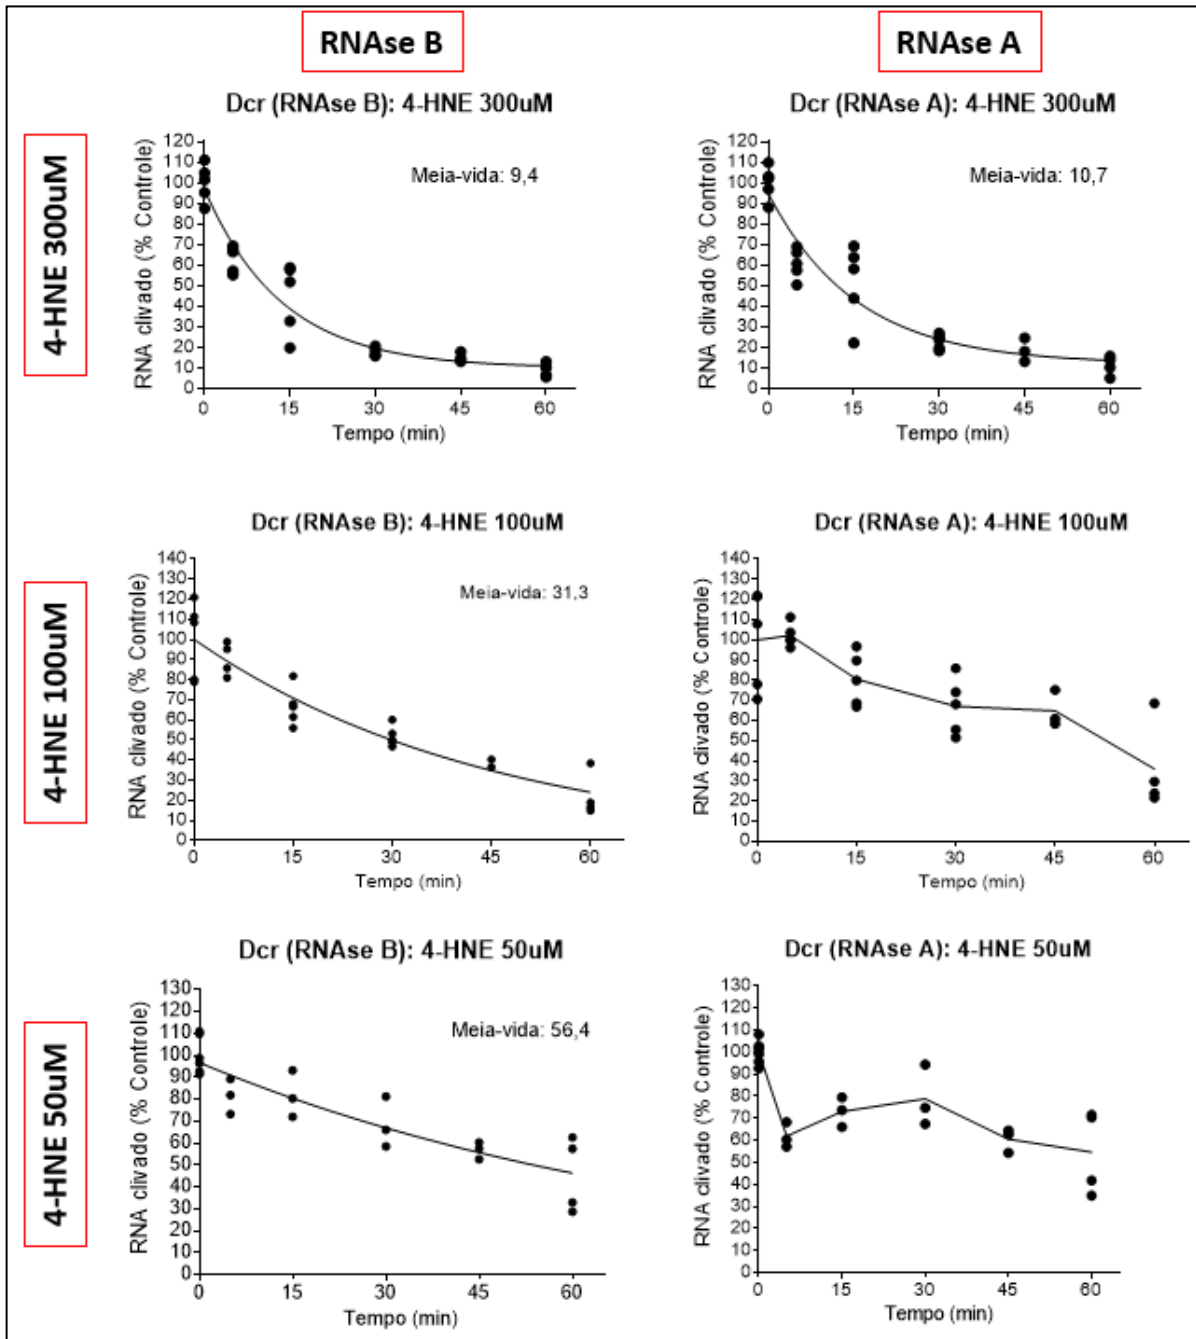 RNAse B
RNAse A
4-HNE 300uM
Dcr (RNAse B): 4-HNE 300uM
Meia-vida: 9,4
RNA clivado (% Controle)
120
110
100
90
80
70
60
50
40
30
20
10
0
0 15 30 45 60
Tempo (min)
Dcr (RNAse A): 4-HNE 300uM
Meia-vida: 10,7
RNA clivado (% Controle)
120
110
100
90
80
70
60
50
40
30
20
10
0
0 15 30 45 60
Tempo (min)
4-HNE 100uM
Dcr (RNAse B): 4-HNE 100uM
Meia-vida: 31,3
RNA clivado (% Controle)
140
130
120
110
100
90
80
70
60
50
40
30
20
10
0
0 15 30 45 60
Tempo (min)
Dcr (RNAse A): 4-HNE 100uM
RNA clivado (% Controle)
140
130
120
110
100
90
80
70
60
50
40
30
20
10
0
0 15 30 45 60
Tempo (min)
4-HNE 50uM
Dcr (RNAse B): 4-HNE 50uM
Meia-vida: 56,4
RNA clivado (% Controle)
130
120
110
100
90
80
70
60
50
40
30
20
10
0
0 15 30 45 60
Tempo (min)
Dcr (RNAse A): 4-HNE 50uM
RNA clivado (% Controle)
130
120
110
100
90
80
70
60
50
40
30
20
10
0
0 15 30 45 60
Tempo (min)